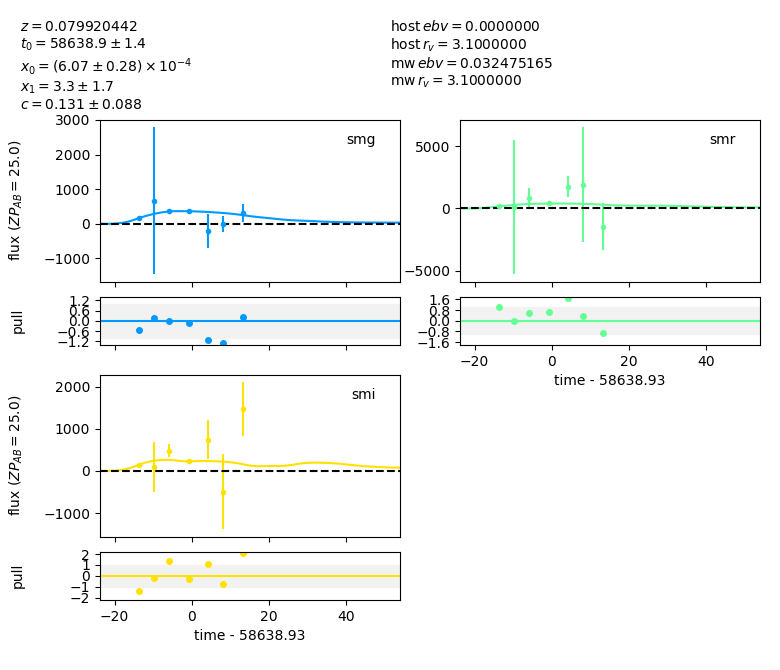 z = 0.079920442
t₀ = 58638.9 ± 1.4
x₀ = (6.07 ± 0.28) × 10⁻⁴
x₁ = 3.3 ± 1.7
c = 0.131 ± 0.088
host ebv = 0.0000000
host r_v = 3.1000000
mw ebv = 0.032475165
mw r_v = 3.1000000
flux (ZP_AB = 25.0)
3000
2000
1000
0
−1000
smg
5000
0
−5000
smr
pull
1.2
0.6
0.0
−0.6
−1.2
1.6
0.8
0.0
−0.8
−1.6
−20
0
20
40
time - 58638.93
flux (ZP_AB = 25.0)
2000
1000
0
−1000
smi
pull
2
1
0
−1
−2
−20
0
20
40
time - 58638.93